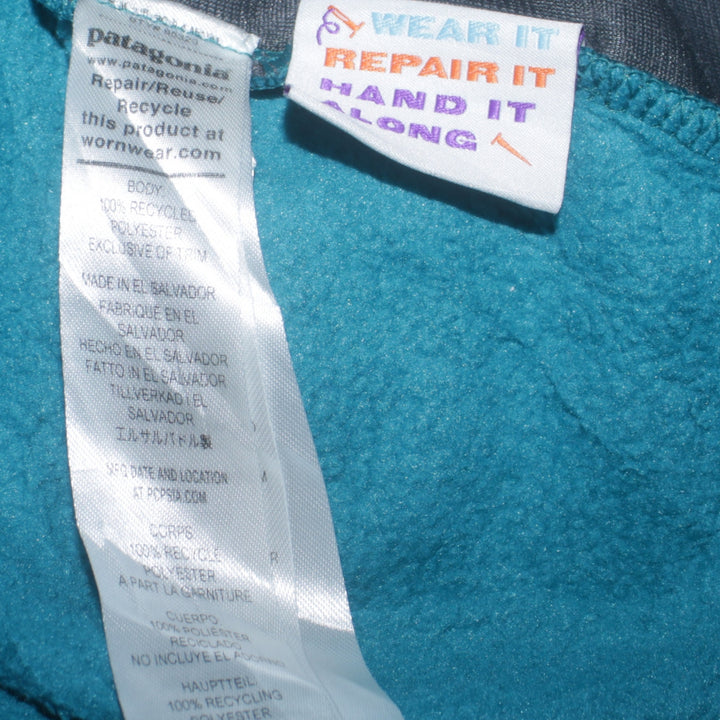 patagonia
www.patagonia.com
Repair/Reuse/
Recycle
this product at
wornwear.com
BODY:
100% RECYCLED
POLYESTER
EXCLUSIVE OF TRIM
MADE IN EL SALVADOR
FABRIQUÉ EN EL
SALVADOR
HECHO EN EL SALVADOR
FATTO IN EL SALVADOR
TILLVERKAD I EL
SALVADOR
エルサルバドル製
MFG DATE AND LOCATION
AT PCPSIA.COM
CORPS:
100% RECYCLÉ
POLYESTER
A PART LA GARNITURE
CUERPO:
100% POLIÉSTER
RECICLADO
NO INCLUYE EL ADORNO
HAUPTTEIL:
100% RECYCLING
WEAR IT
REPAIR IT
HAND IT
ALONG